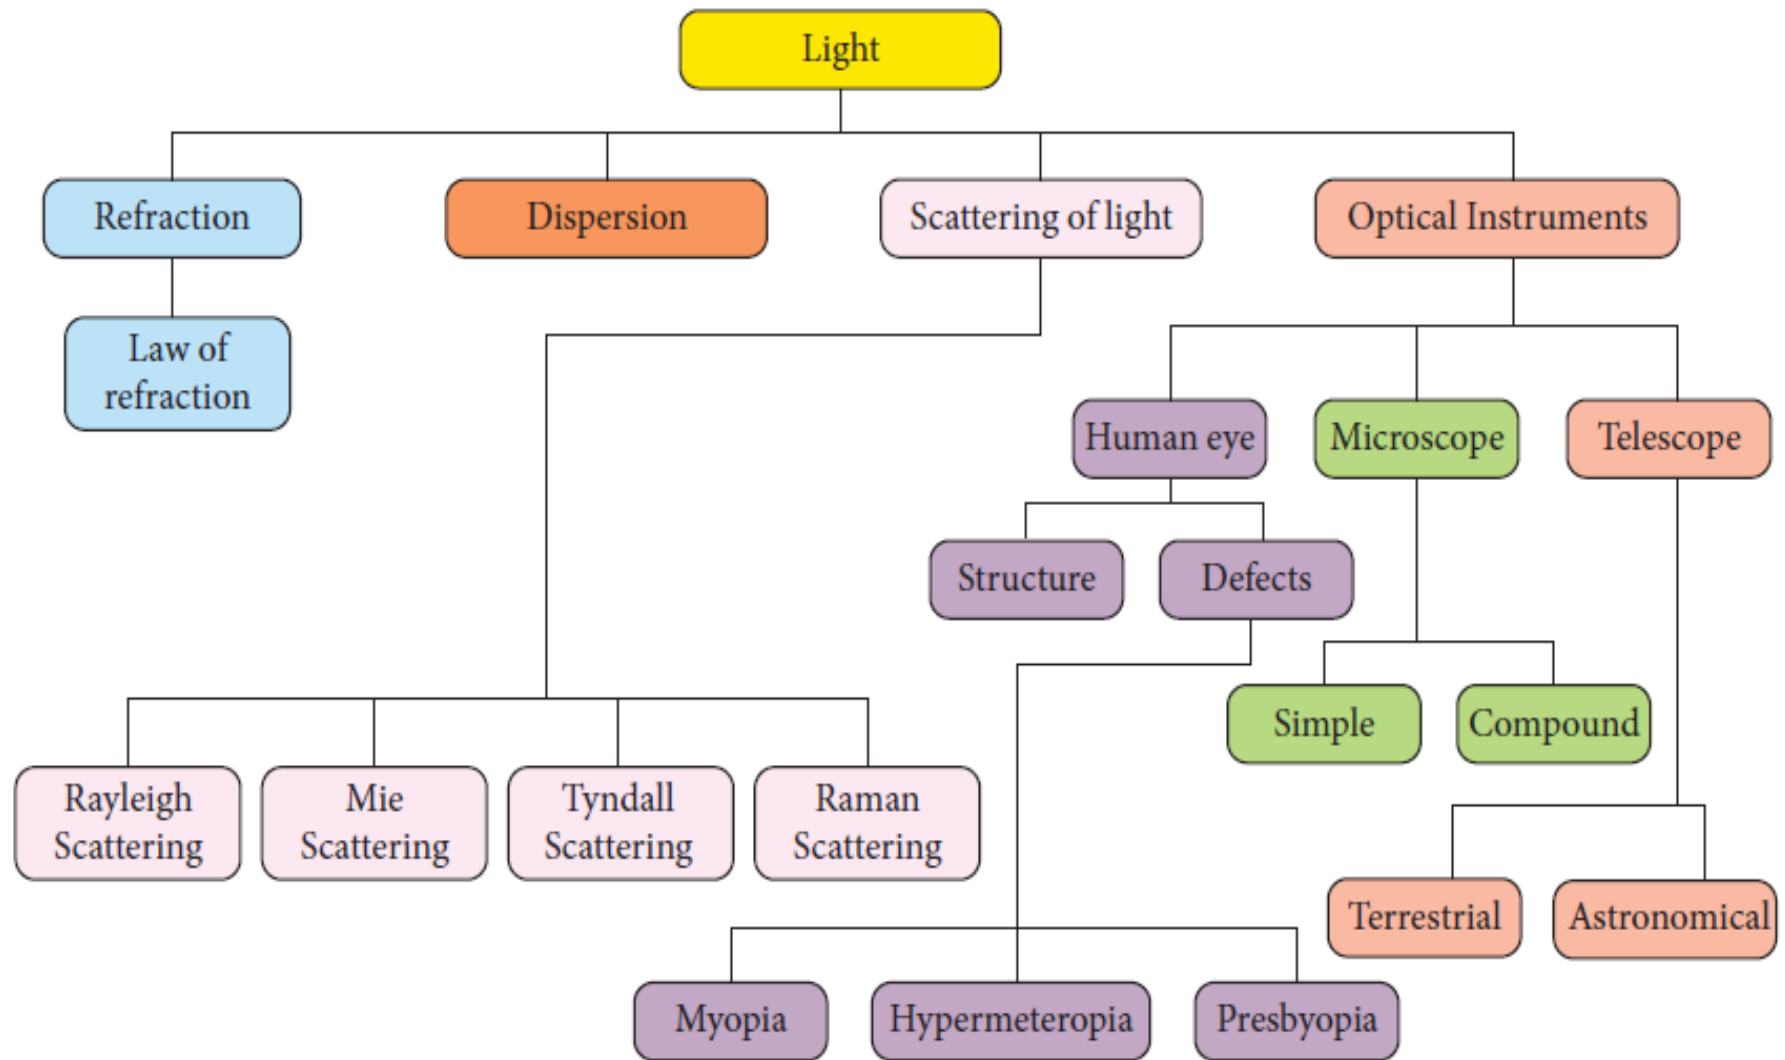 Light
Refraction
Dispersion
Scattering of light
Optical Instruments
Law of
refraction
Human eye
Microscope
Telescope
Structure
Defects
Simple
Compound
Rayleigh
Scattering
Mie
Scattering
Tyndall
Scattering
Raman
Scattering
Terrestrial
Astronomical
Myopia
Hypermeteropia
Presbyopia